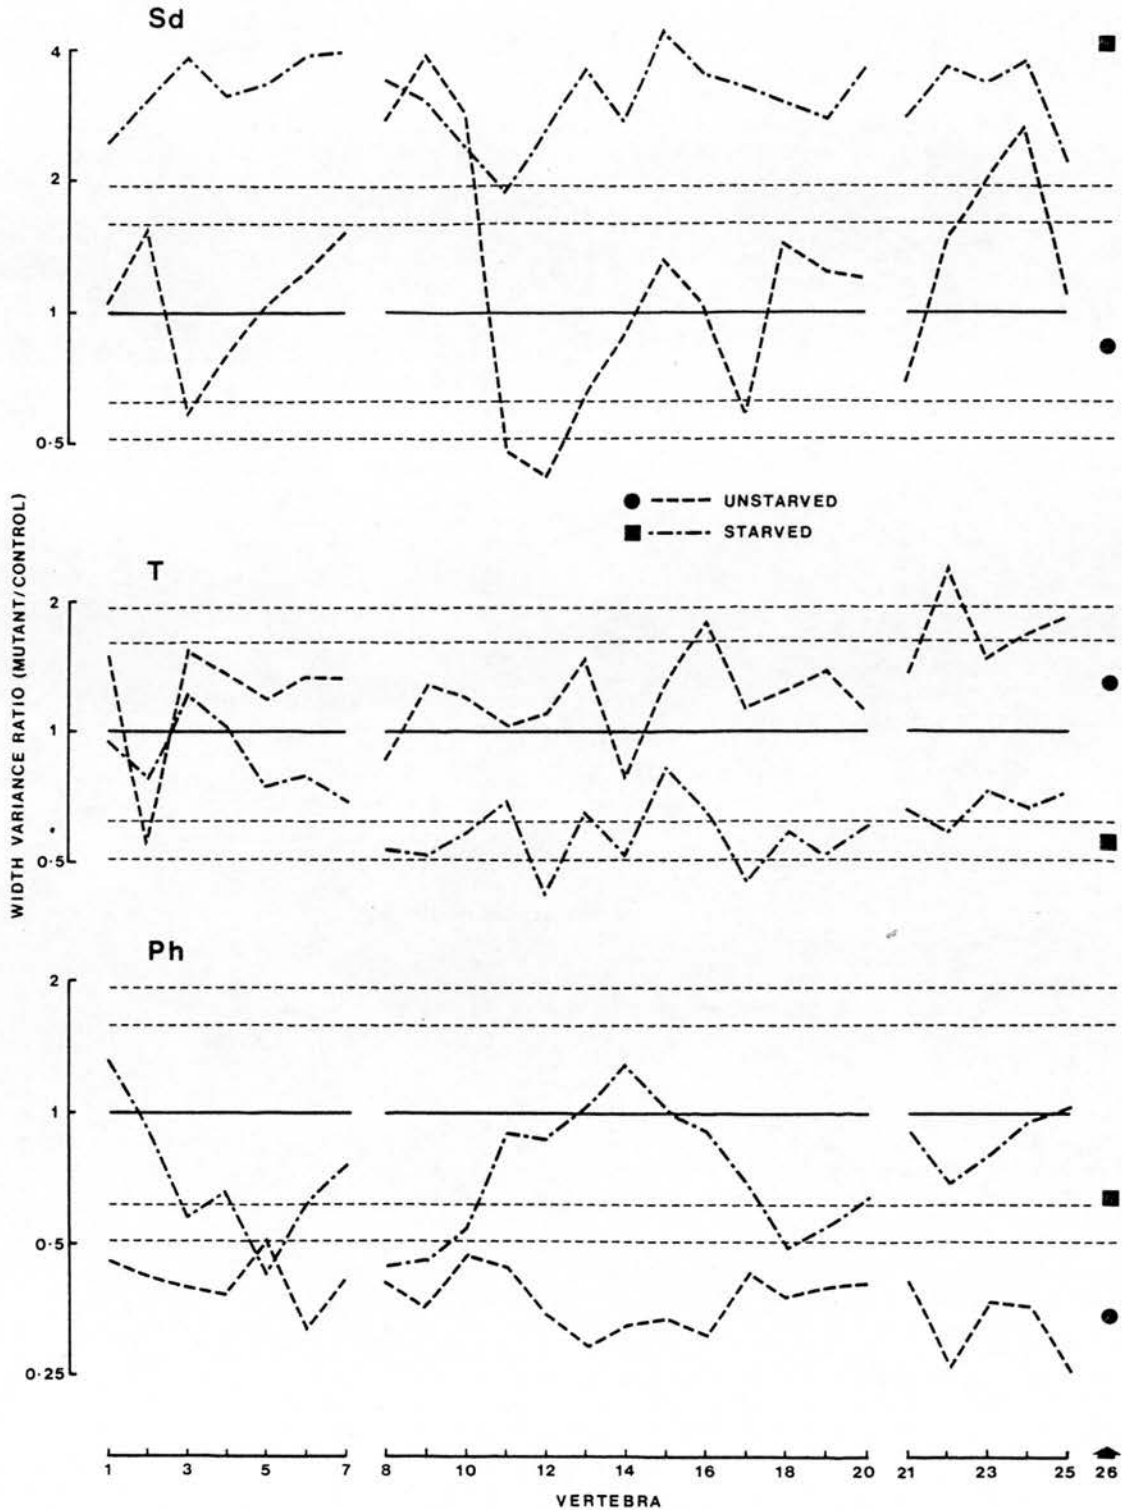 Sd
4
2
1
0·5
UNSTARVED
STARVED
WIDTH VARIANCE RATIO (MUTANT/CONTROL)
T
2
1
0·5
Ph
2
1
0·5
0·25
1 3 5 7 8 10 12 14 16 18 20 21 23 25 26
VERTEBRA